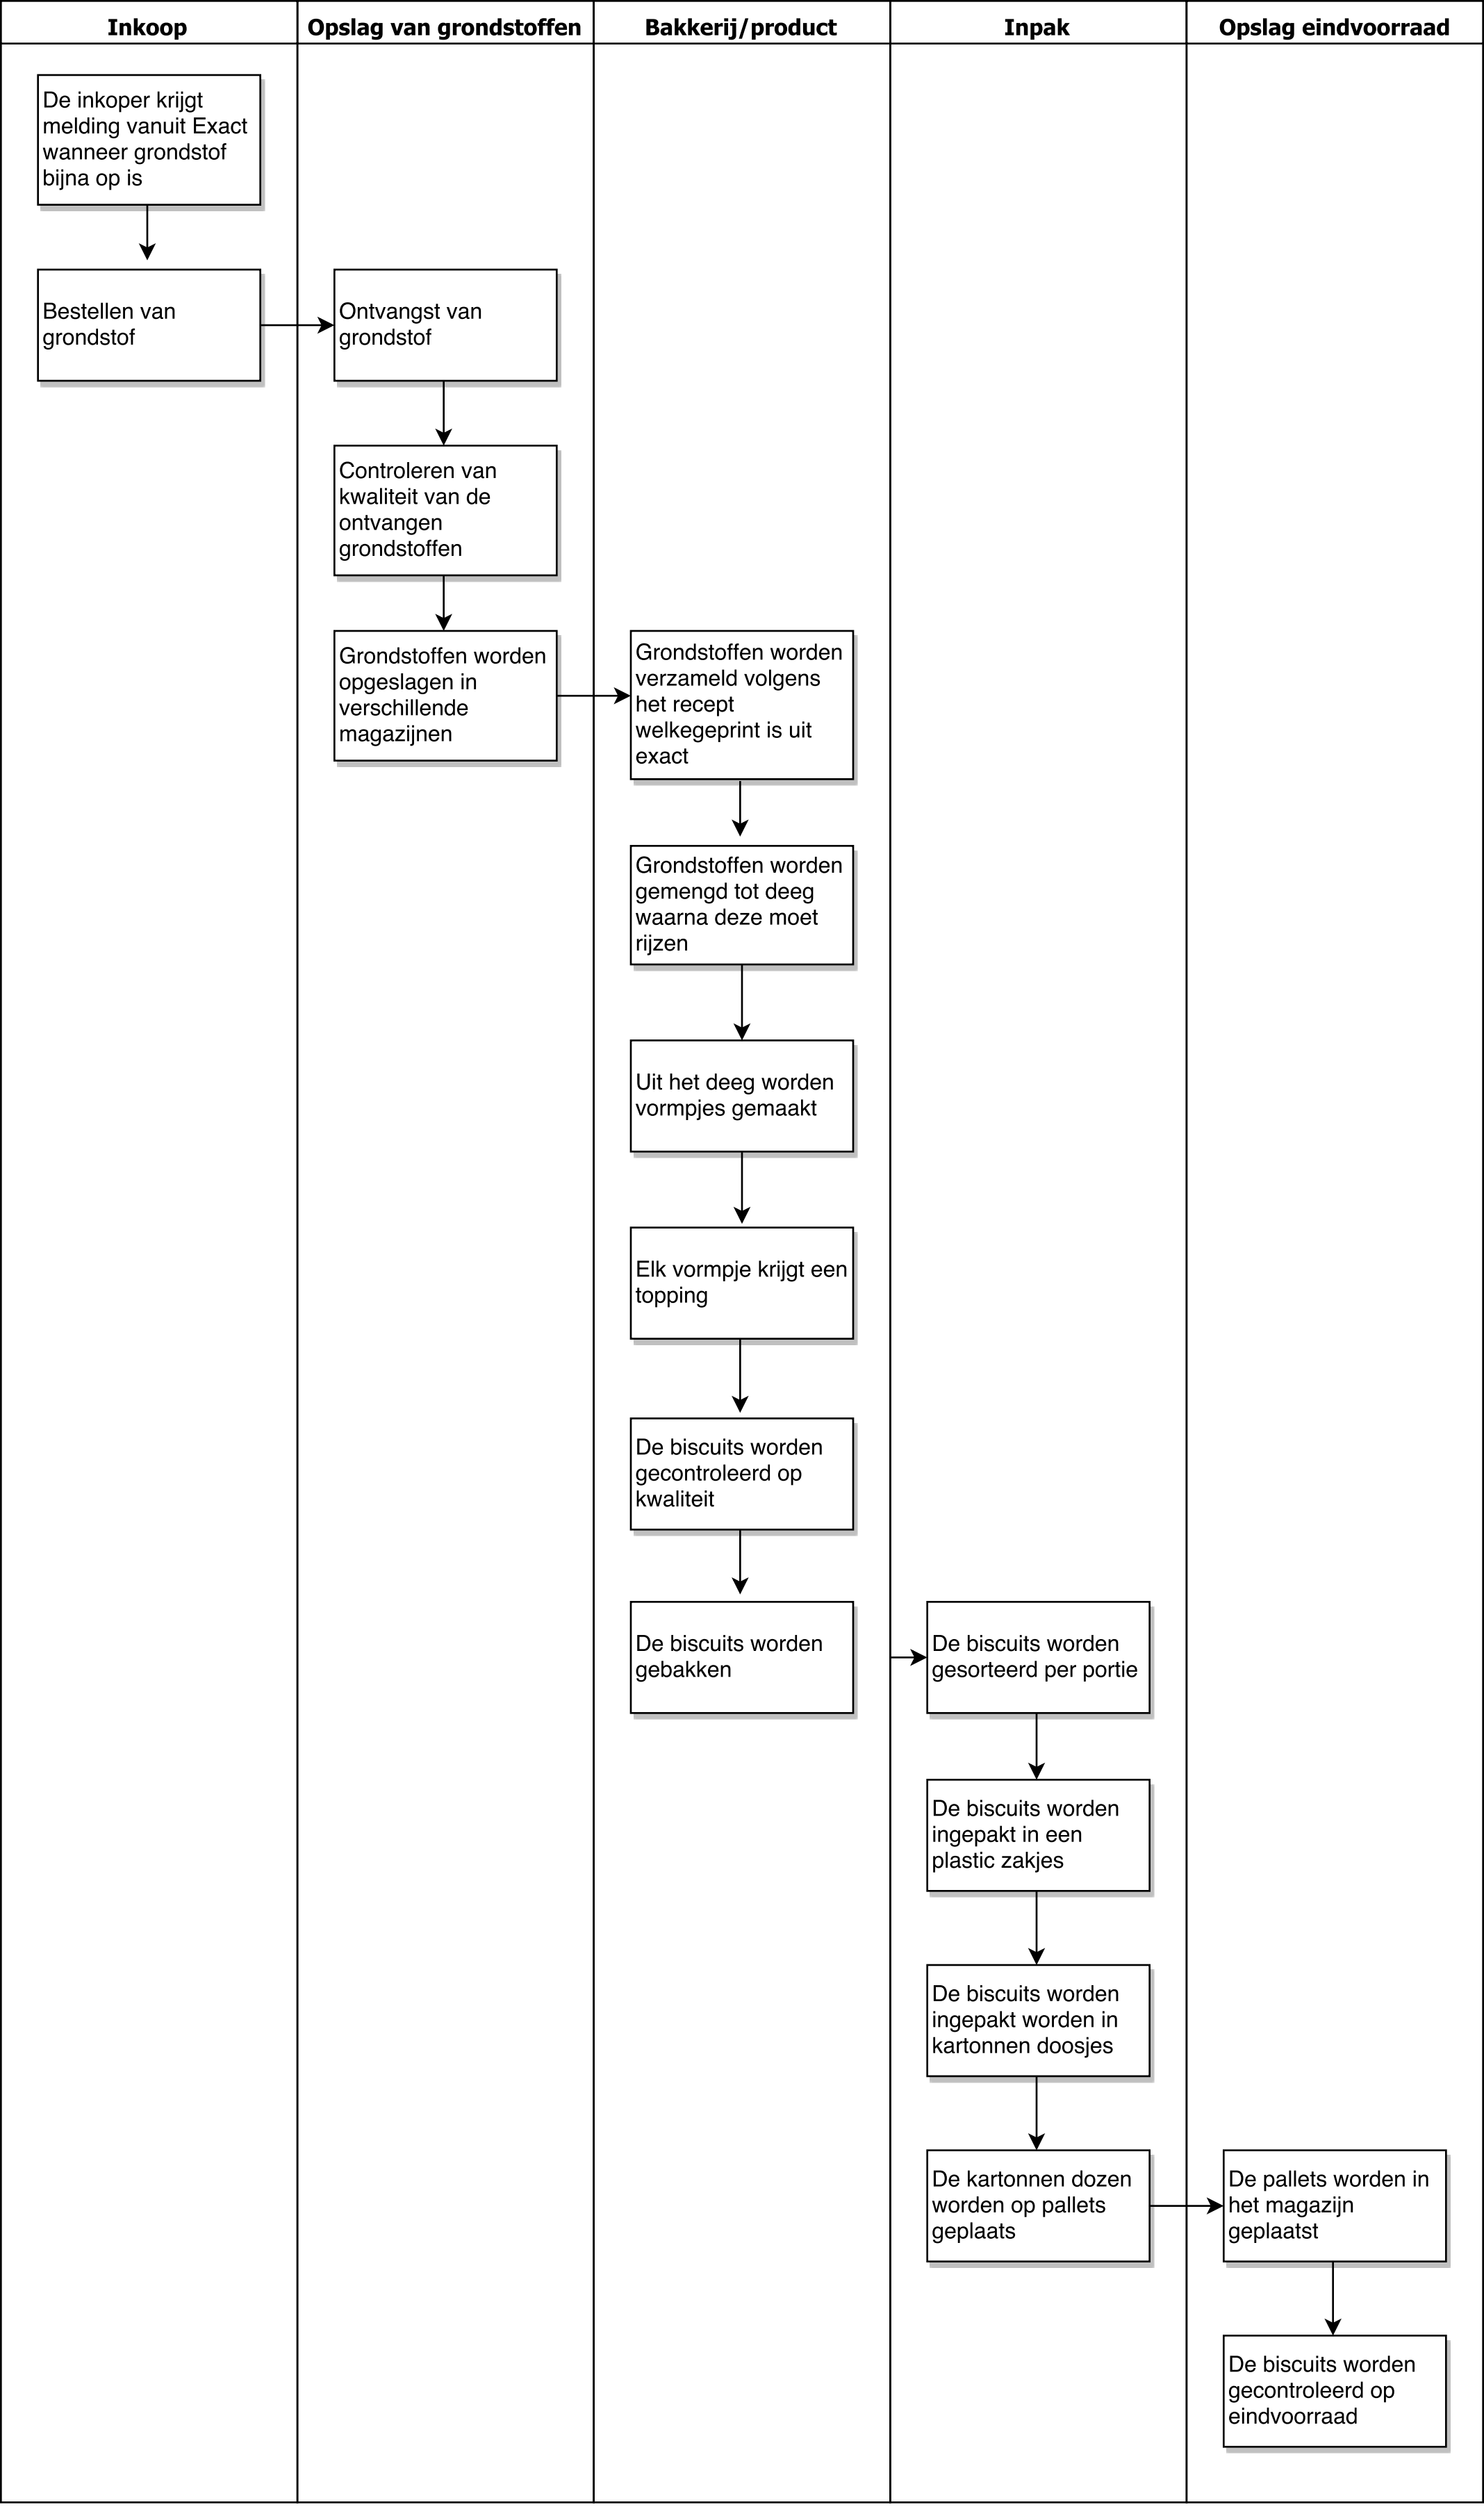 Inkoop
Opslag van grondstoffen
Bakkerij/product
Inpak
Opslag eindvoorraad
De inkoper krijgt
melding vanuit Exact
wanneer grondstof
bijna op is
Bestellen van
grondstof
Ontvangst van
grondstof
Controleren van
kwaliteit van de
ontvangen
grondstoffen
Grondstoffen worden
opgeslagen in
verschillende
magazijnen
Grondstoffen worden
verzameld volgens
het recept
welkegeprint is uit
exact
Grondstoffen worden
gemengd tot deeg
waarna deze moet
rijzen
Uit het deeg worden
vormpjes gemaakt
Elk vormpje krijgt een
topping
De biscuits worden
gecontroleerd op
kwaliteit
De biscuits worden
gebakken
De biscuits worden
gesorteerd per portie
De biscuits worden
ingepakt in een
plastic zakjes
De biscuits worden
ingepakt worden in
kartonnen doosjes
De kartonnen dozen
worden op pallets
geplaats
De pallets worden in
het magazijn
geplaatst
De biscuits worden
gecontroleerd op
eindvoorraad